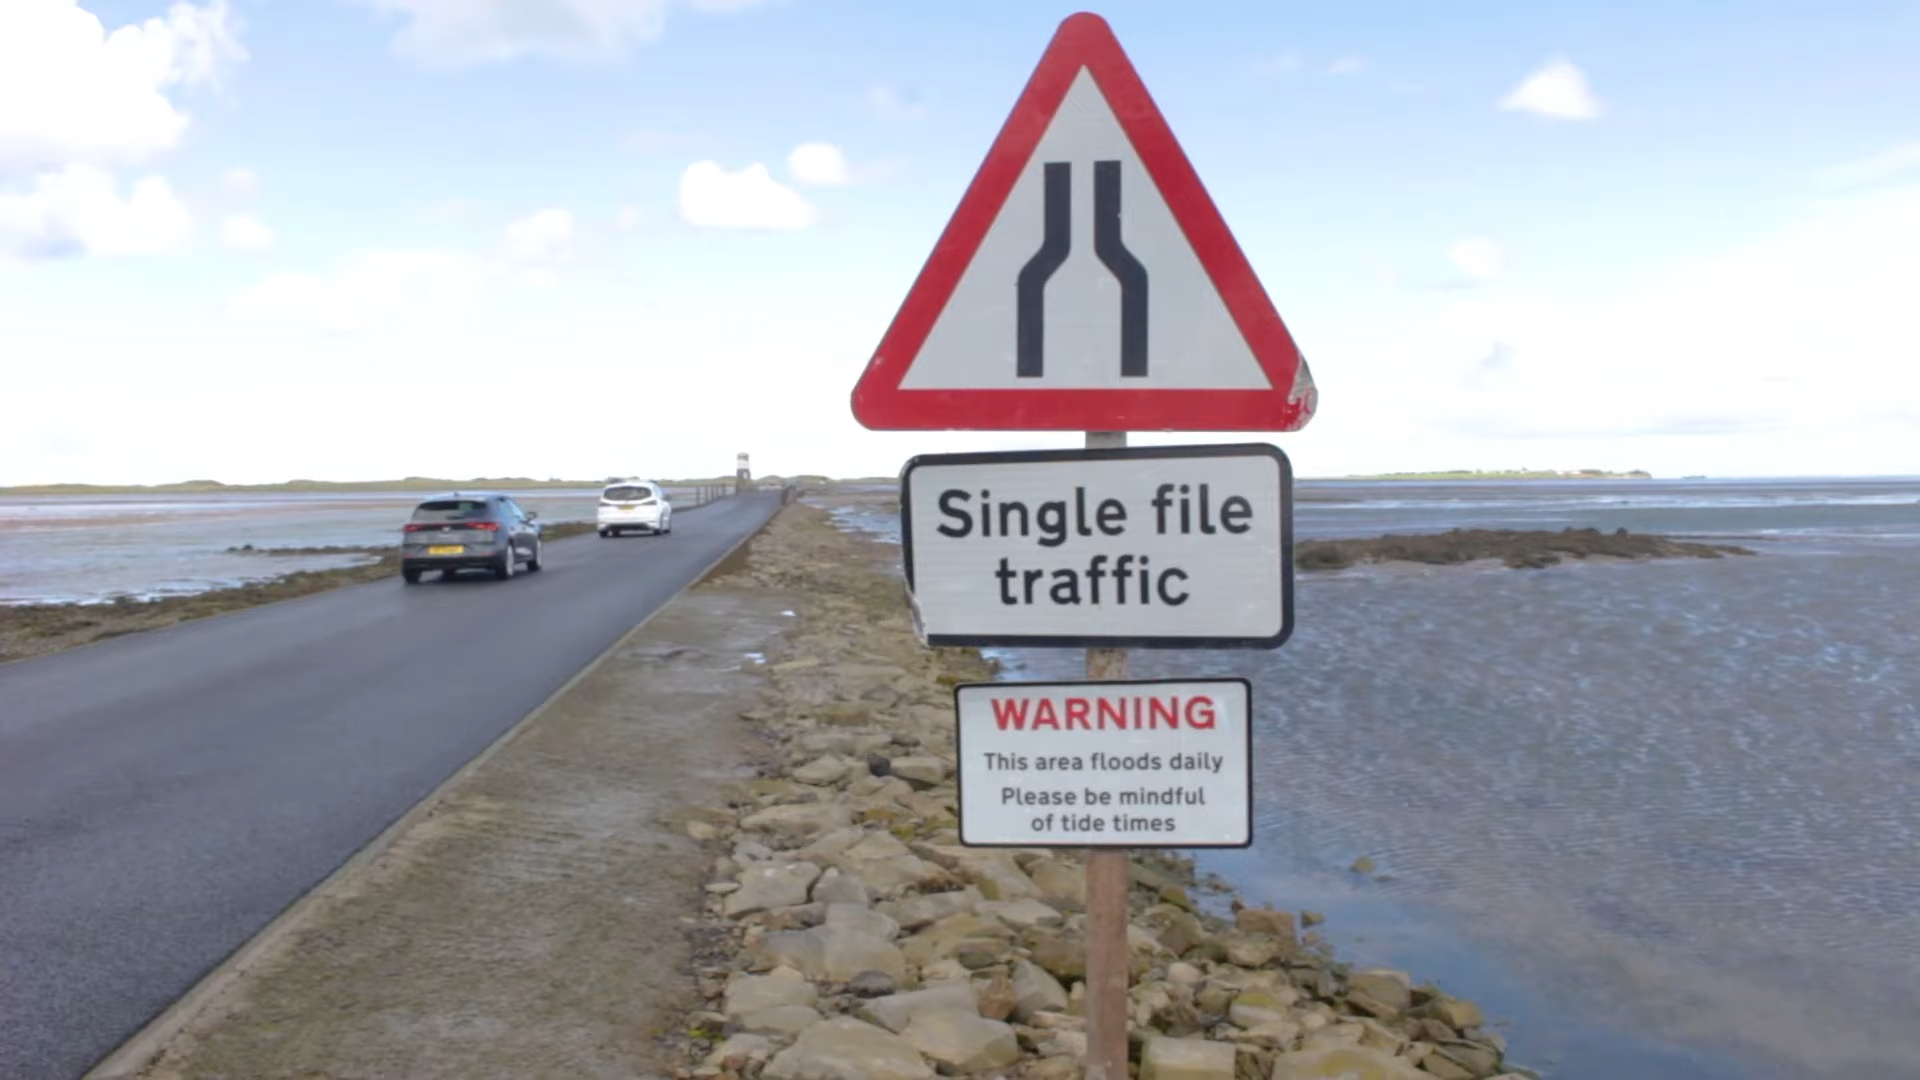 Single file
traffic
WARNING
This area floods daily
Please be mindful
of tide times